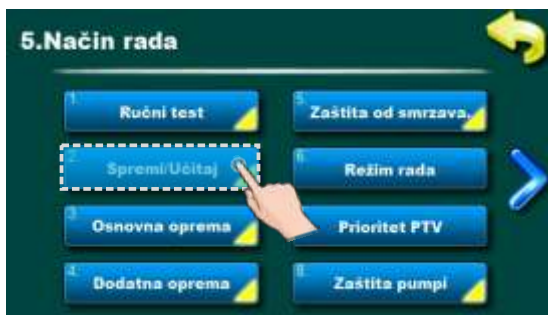 5.Način rada
1. Ručni test
2. Spremi/Učitaj
3. Osnovna oprema
4. Dodatna oprema
5. Zaštita od smrzava.
6. Režim rada
Prioritet PTV
8. Zaštita pumpi